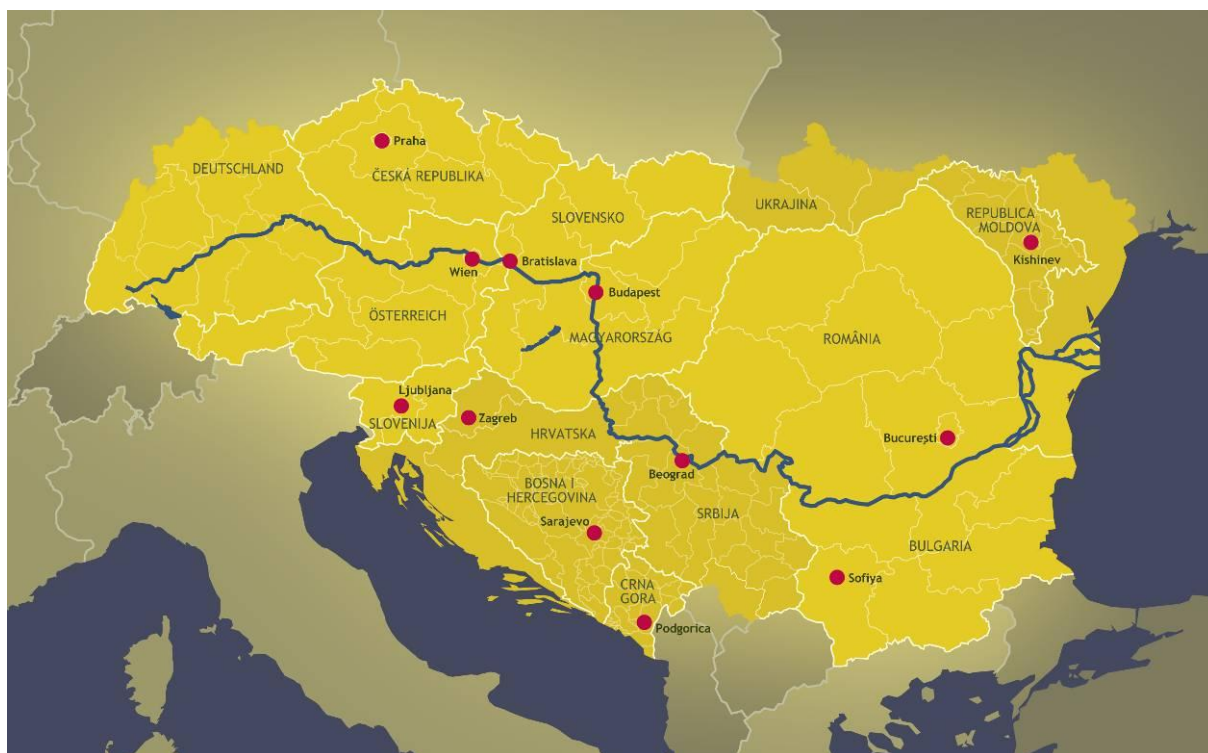 Praha
DEUTSCHLAND
ČESKÁ REPUBLIKA
SLOVENSKO
UKRAJINA
REPUBLICA
MOLDOVA
Kishinev
Wien
Bratislava
Budapest
ÖSTERREICH
MAGYARORSZÁG
ROMÂNIA
Ljubljana
SLOVENIJA
Zagreb
HRVATSKA
București
Beograd
BOSNA I
HERCEGOVINA
Sarajevo
SRBIJA
BULGARIA
Sofiya
CRNA
GORA
Podgorica